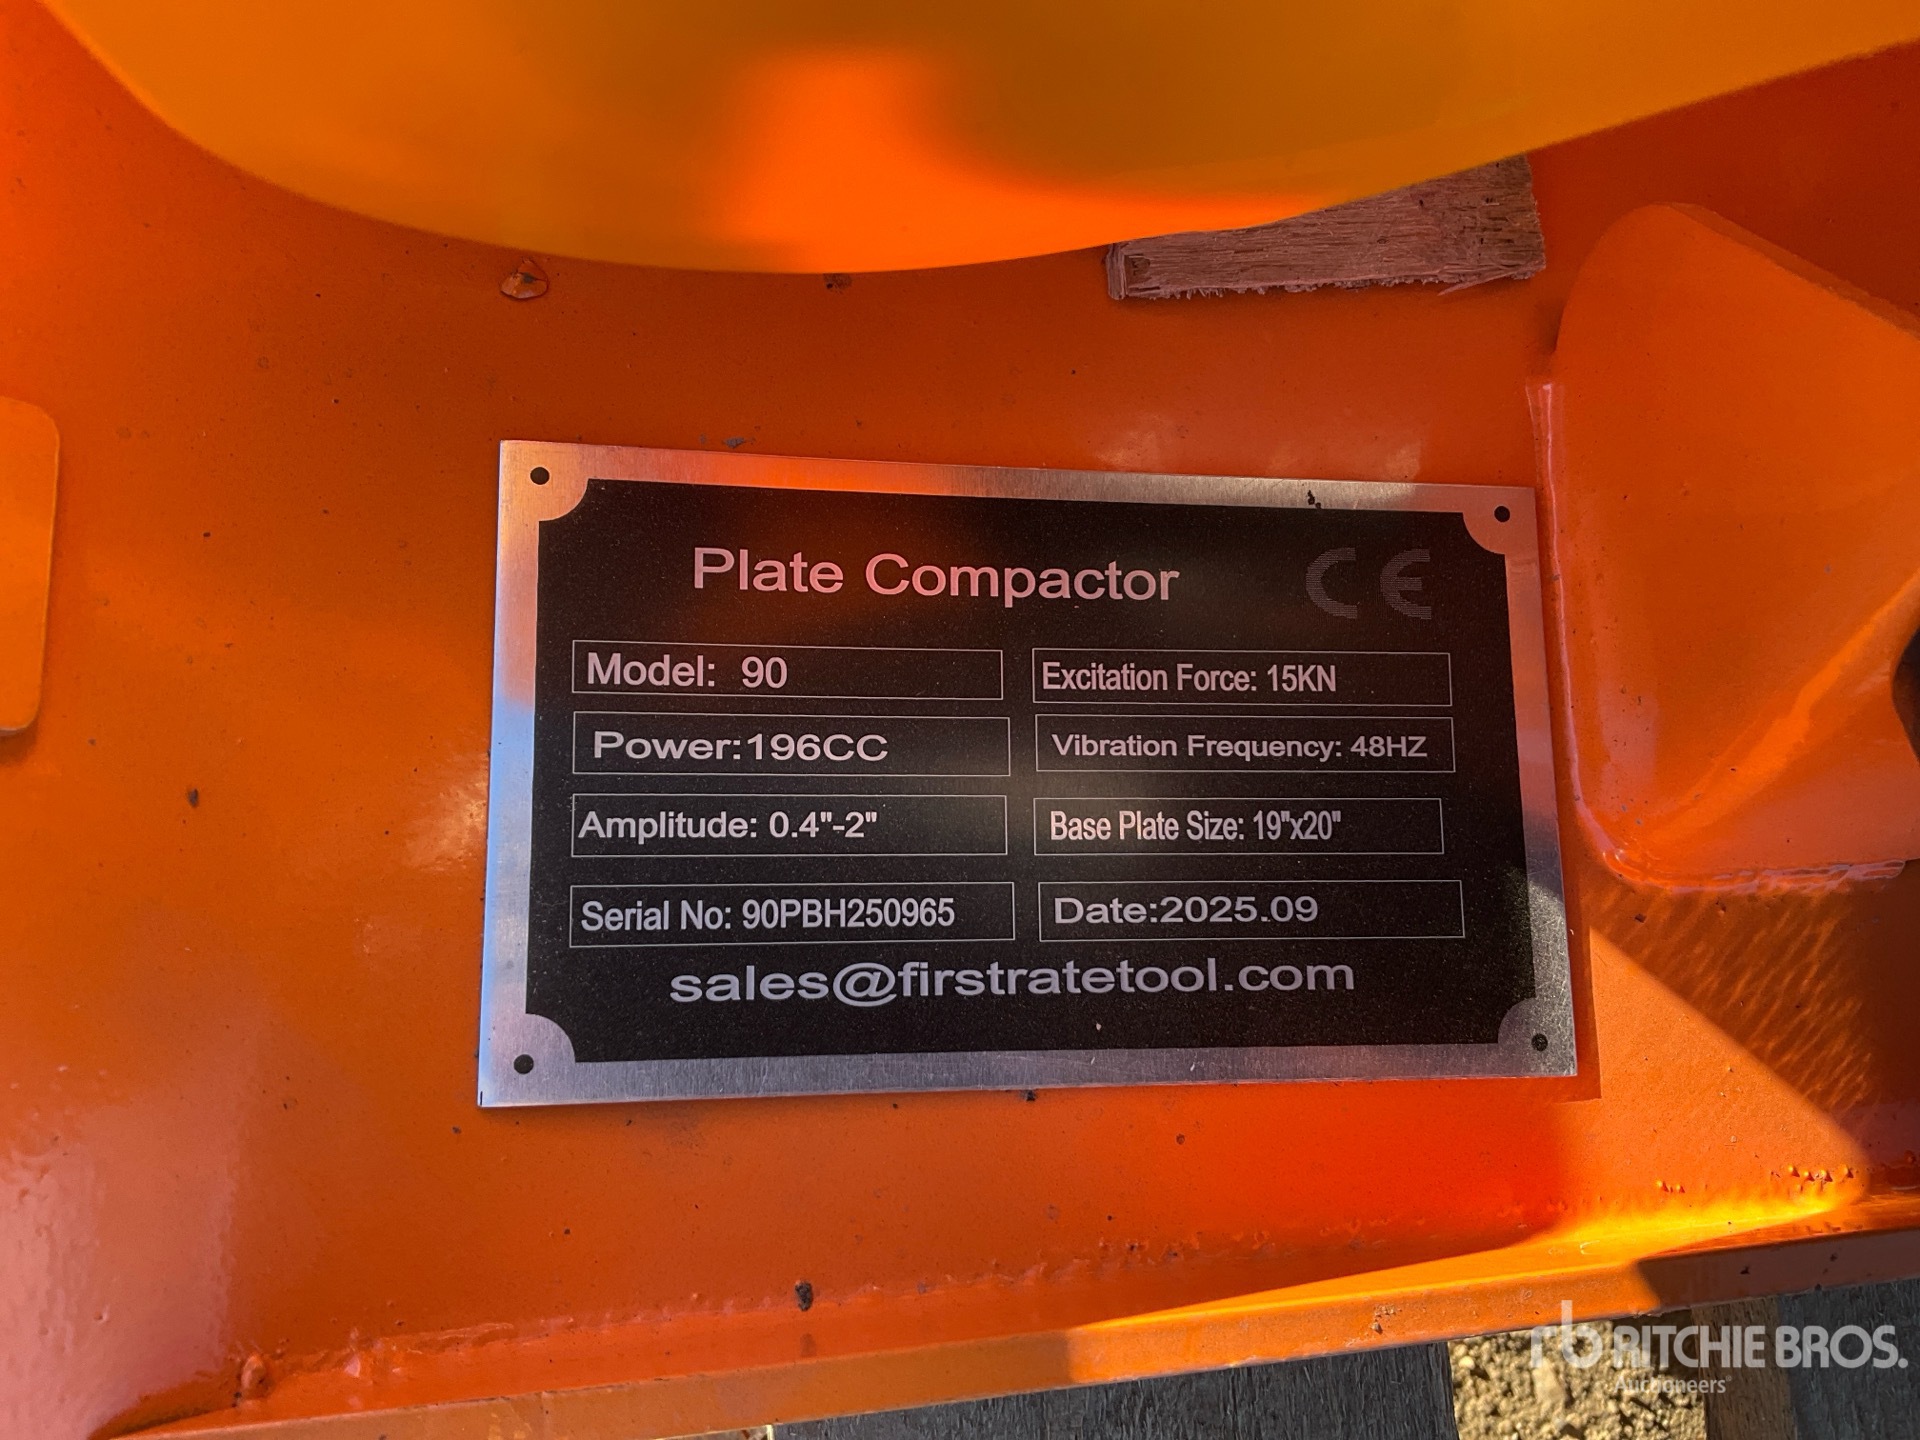 Plate Compactor CE
Model: 90
Excitation Force: 15KN
Power:196CC
Vibration Frequency: 48HZ
Amplitude: 0.4"-2"
Base Plate Size: 19"x20"
Serial No: 90PBH250965
Date:2025.09
sales@firstratetool.com
rb RITCHIE BROS.
Auctioneers